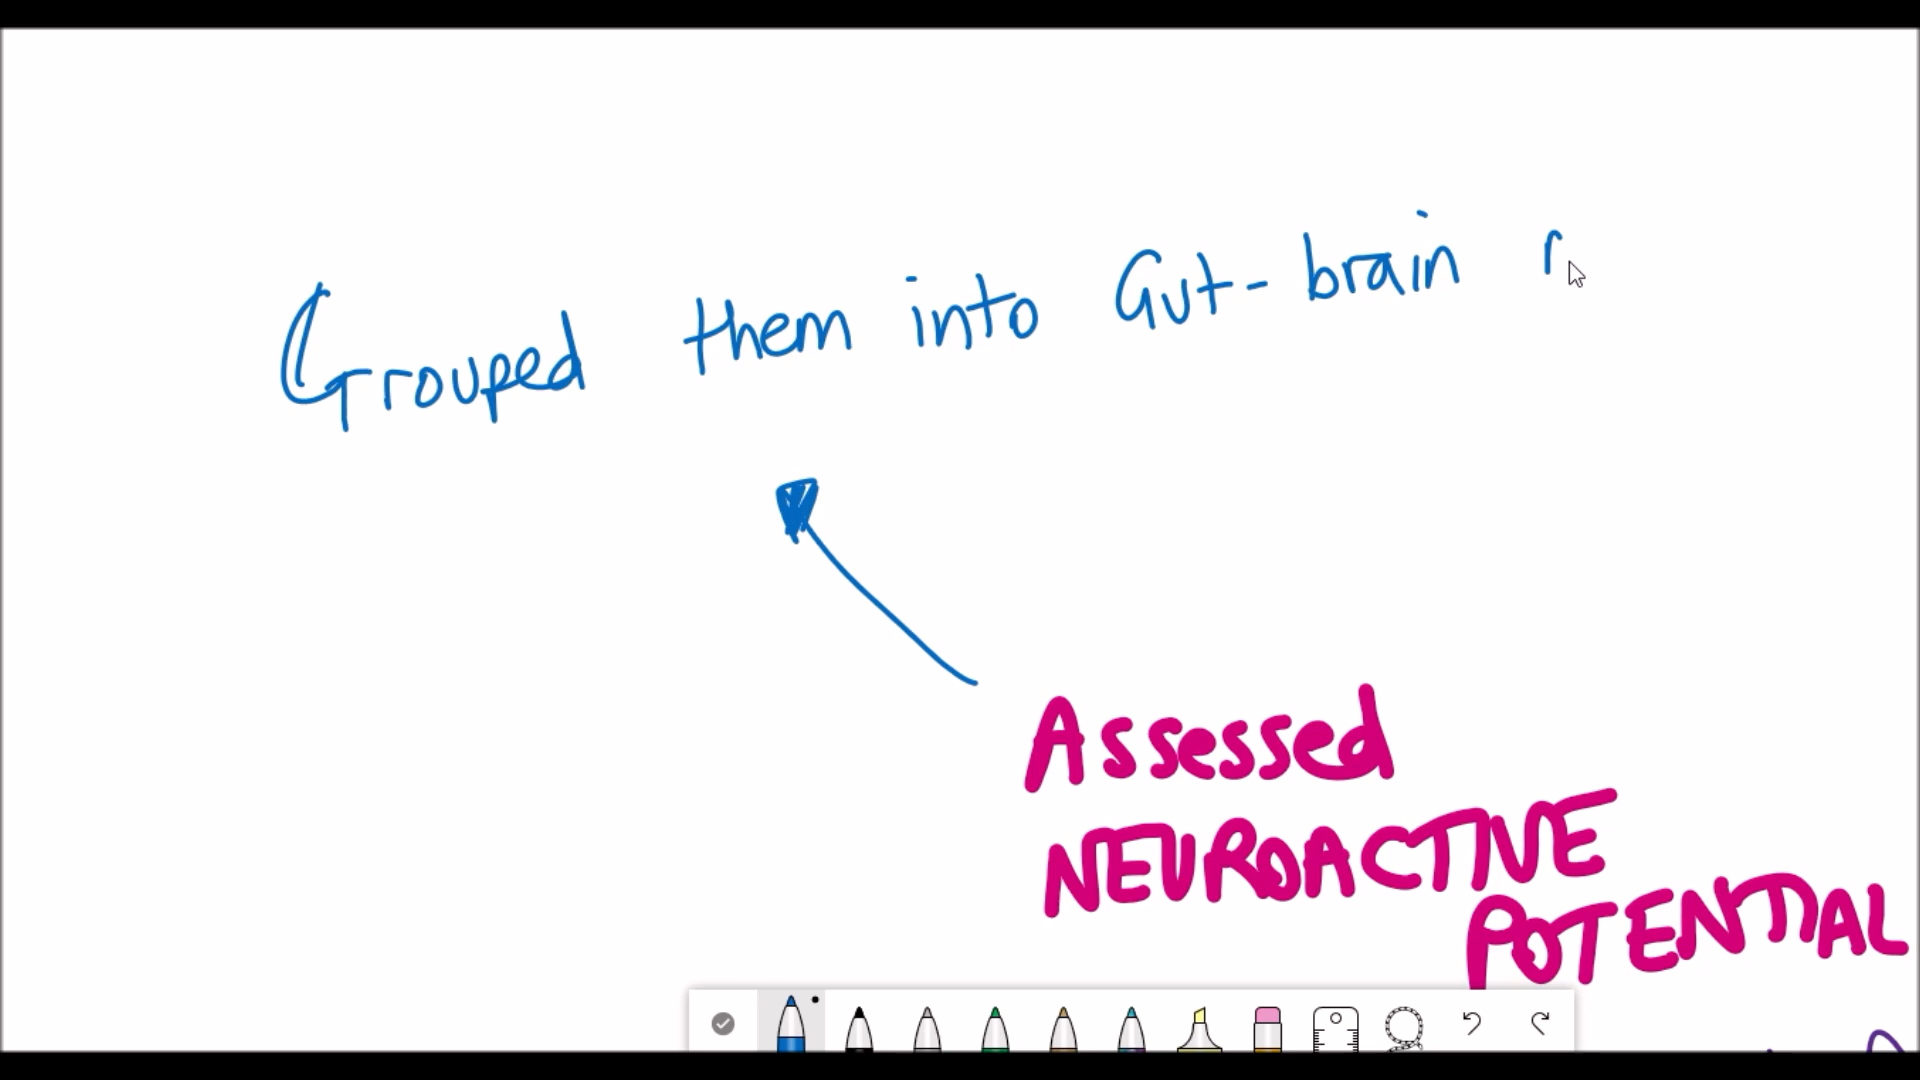 Grouped them into Gut-brain
Assessed
NEUROACTIVE
POTENTIAL